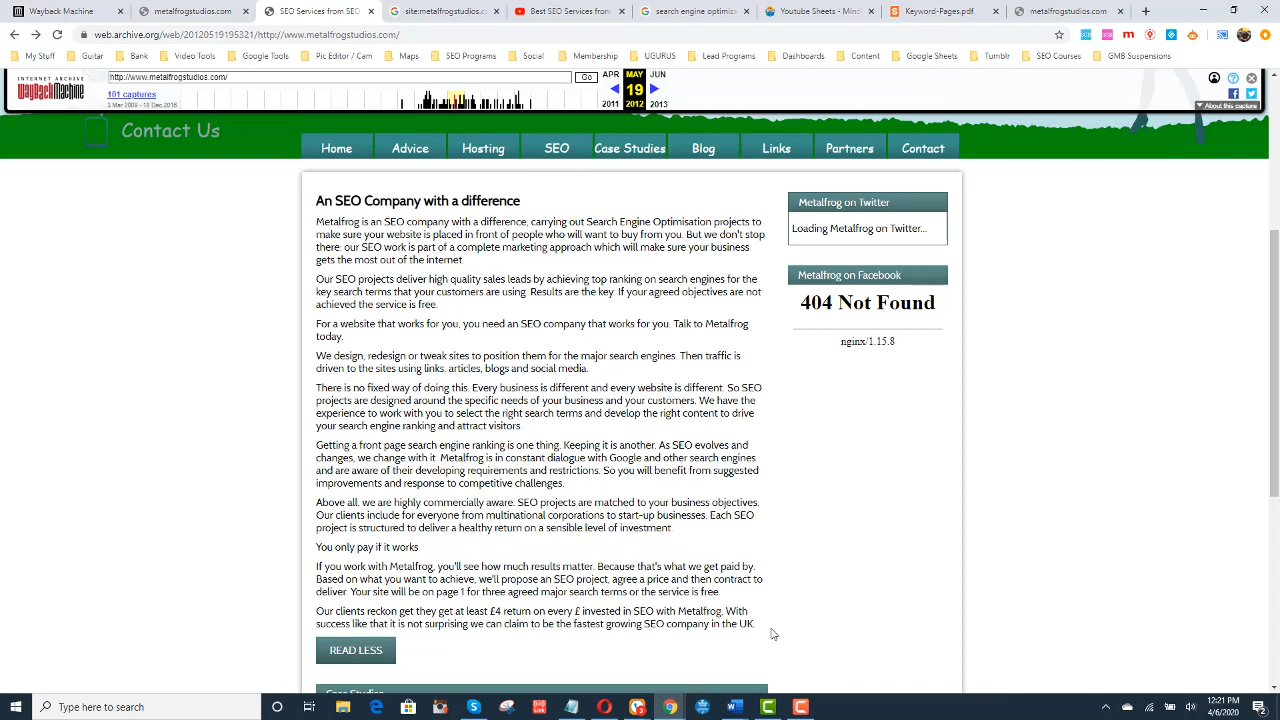 Wayback Machine
metalfrogstudios.com
SEO Services from SEO
site:metalfrogstudios.c
Best SEO Services from
search engine optimiza
Youtube Sheets - Mind
Keyword-Pages.pdf
metalfrogstudios.com
web.archive.org/web/20120519195321/http://www.metalfrogstudios.com/
My Stuff
Guitar
Bank
Video Tools
Google Tools
Pic Editor / Cam
Maps
SEO Programs
Social
Membership
UGURUS
Lead Programs
Dashboards
Content
Google Sheets
Tumblr
SEO Courses
GMB Suspensions
INTERNET ARCHIVE
WayBackMachine
http://www.metalfrogstudios.com/
Go
APR MAY JUN
131 captures
19
3 Mar 2009 - 18 Dec 2016
2011 2012 2013
About this capture
Contact Us
Home
Advice
Hosting
SEO
Case Studies
Blog
Links
Partners
Contact
An SEO Company with a difference
Metalfrog is an SEO company with a difference, carrying out Search Engine Optimisation projects to
make sure your website is placed in front of people who will want to buy from you. But we don't stop
there: our SEO work is part of a complete marketing approach which will make sure your business
gets the most out of the internet.
Our SEO projects deliver high quality sales leads by achieving top ranking on search engines for the
key search terms that your customers are using. Results are the key. If your agreed objectives are not
achieved the service is free.
For a website that works for you, you need an SEO company that works for you. Talk to Metalfrog
today.
We design, redesign or tweak sites to position them for the major search engines. Then traffic is
driven to the sites using links, articles, blogs and social media.
There is no fixed way of doing this. Every business is different and every website is different. So SEO
projects are designed around the specific needs of your business and your customers. We have the
experience to work with you to select the right search terms and develop the right content to drive
your search engine ranking and attract visitors.
Getting a front page search engine ranking is one thing. Keeping it is another. As SEO evolves and
changes, we change with it. Metalfrog is in constant dialogue with Google and other search engines
and are aware of their developing requirements and restrictions. So you will benefit from suggested
improvements and response to competitive challenges.
Above all, we are highly commercially aware. SEO projects are matched to your business objectives.
Our clients include for everyone from multinational corporations to start-up businesses. Each SEO
project is structured to deliver a healthy return on a sensible level of investment.
You only pay if it works
If you work with Metalfrog, you'll see how much results matter. Because that's what we get paid by.
Based on what you want to achieve, we'll propose an SEO project, agree a price and then contract to
deliver. Your site will be on page 1 for three agreed major search terms or the service is free.
Our clients reckon they get at least £4 return on every £ invested in SEO with Metalfrog. With
success like that it is not surprising we can claim to be the fastest growing SEO company in the UK.
READ LESS
Case Studies
Metalfrog on Twitter
Loading Metalfrog on Twitter...
Metalfrog on Facebook
404 Not Found
nginx/1.15.8
Type here to search
12:21 PM
4/6/2020